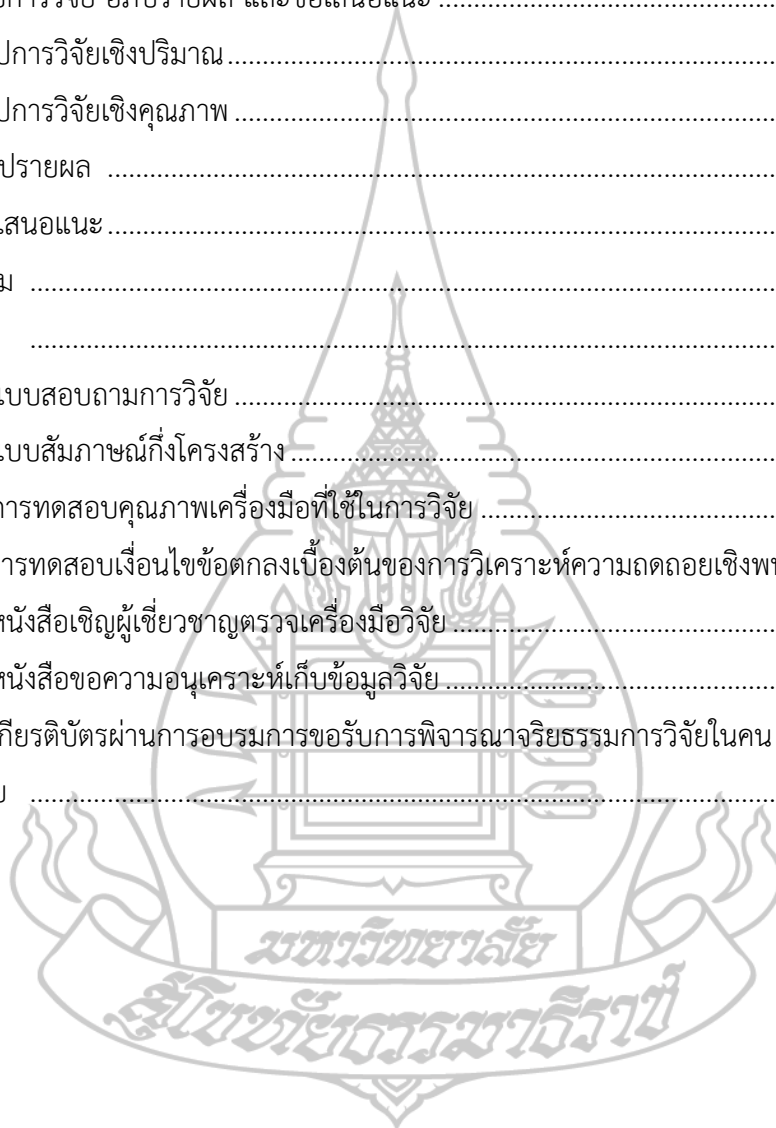 การวิจัย อภิปรายผล และข้อเสนอแนะ ........................................
ปการวิจัยเชิงปริมาณ........................................
ปการวิจัยเชิงคุณภาพ ........................................
ปรายผล ........................................
เสนอแนะ........................................
ม ........................................
........................................
แบบสอบถามการวิจัย ........................................
แบบสัมภาษณ์กึ่งโครงสร้าง........................................
การทดสอบคุณภาพเครื่องมือที่ใช้ในการวิจัย ........................................
การทดสอบเงื่อนไขข้อตกลงเบื้องต้นของการวิเคราะห์ความถดถอยเชิงพห
หนังสือเชิญผู้เชี่ยวชาญตรวจเครื่องมือวิจัย ........................................
หนังสือขอความอนุเคราะห์เก็บข้อมูลวิจัย ........................................
เกียรติบัตรผ่านการอบรมการขอรับการพิจารณาจริยธรรมการวิจัยในคน
ย ........................................
มหาวิทยาลัย
สุโขทัยธรรมาธิราช